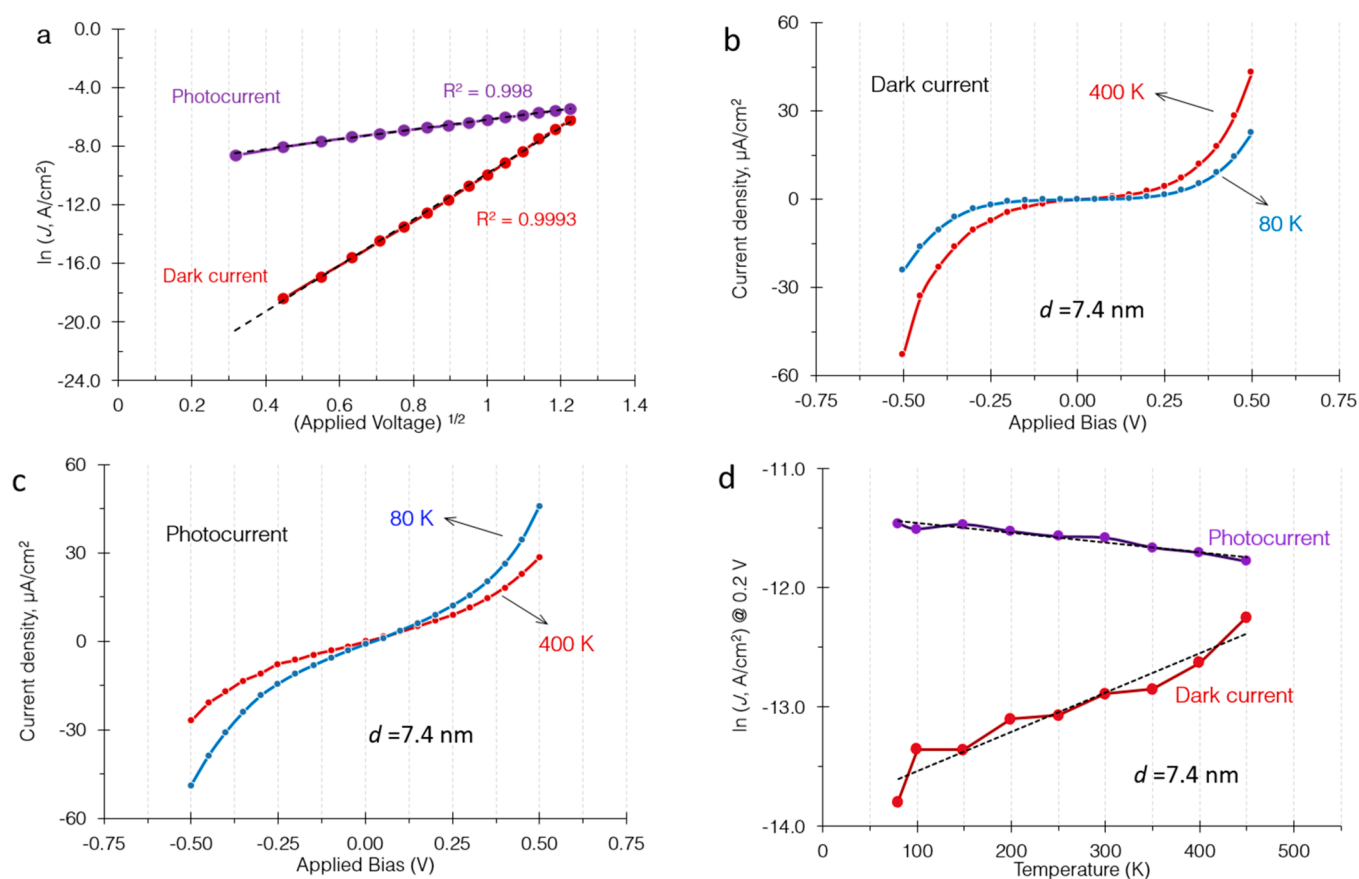 a
0.0
-4.0
-8.0
-12.0
-16.0
-20.0
-24.0
ln (J, A/cm²)
Photocurrent
R² = 0.998
R² = 0.9993
Dark current
0 0.2 0.4 0.6 0.8 1 1.2 1.4
(Applied Voltage) 1/2
b
60
30
0
-30
-60
Current density, µA/cm²
Dark current
400 K
80 K
d =7.4 nm
-0.75 -0.50 -0.25 0.00 0.25 0.50 0.75
Applied Bias (V)
c
60
30
0
-30
-60
Current density, µA/cm²
Photocurrent
80 K
400 K
d =7.4 nm
-0.75 -0.50 -0.25 0.00 0.25 0.50 0.75
Applied Bias (V)
d
-11.0
-12.0
-13.0
-14.0
ln (J, A/cm²) @ 0.2 V
Photocurrent
Dark current
d =7.4 nm
0 100 200 300 400 500
Temperature (K)